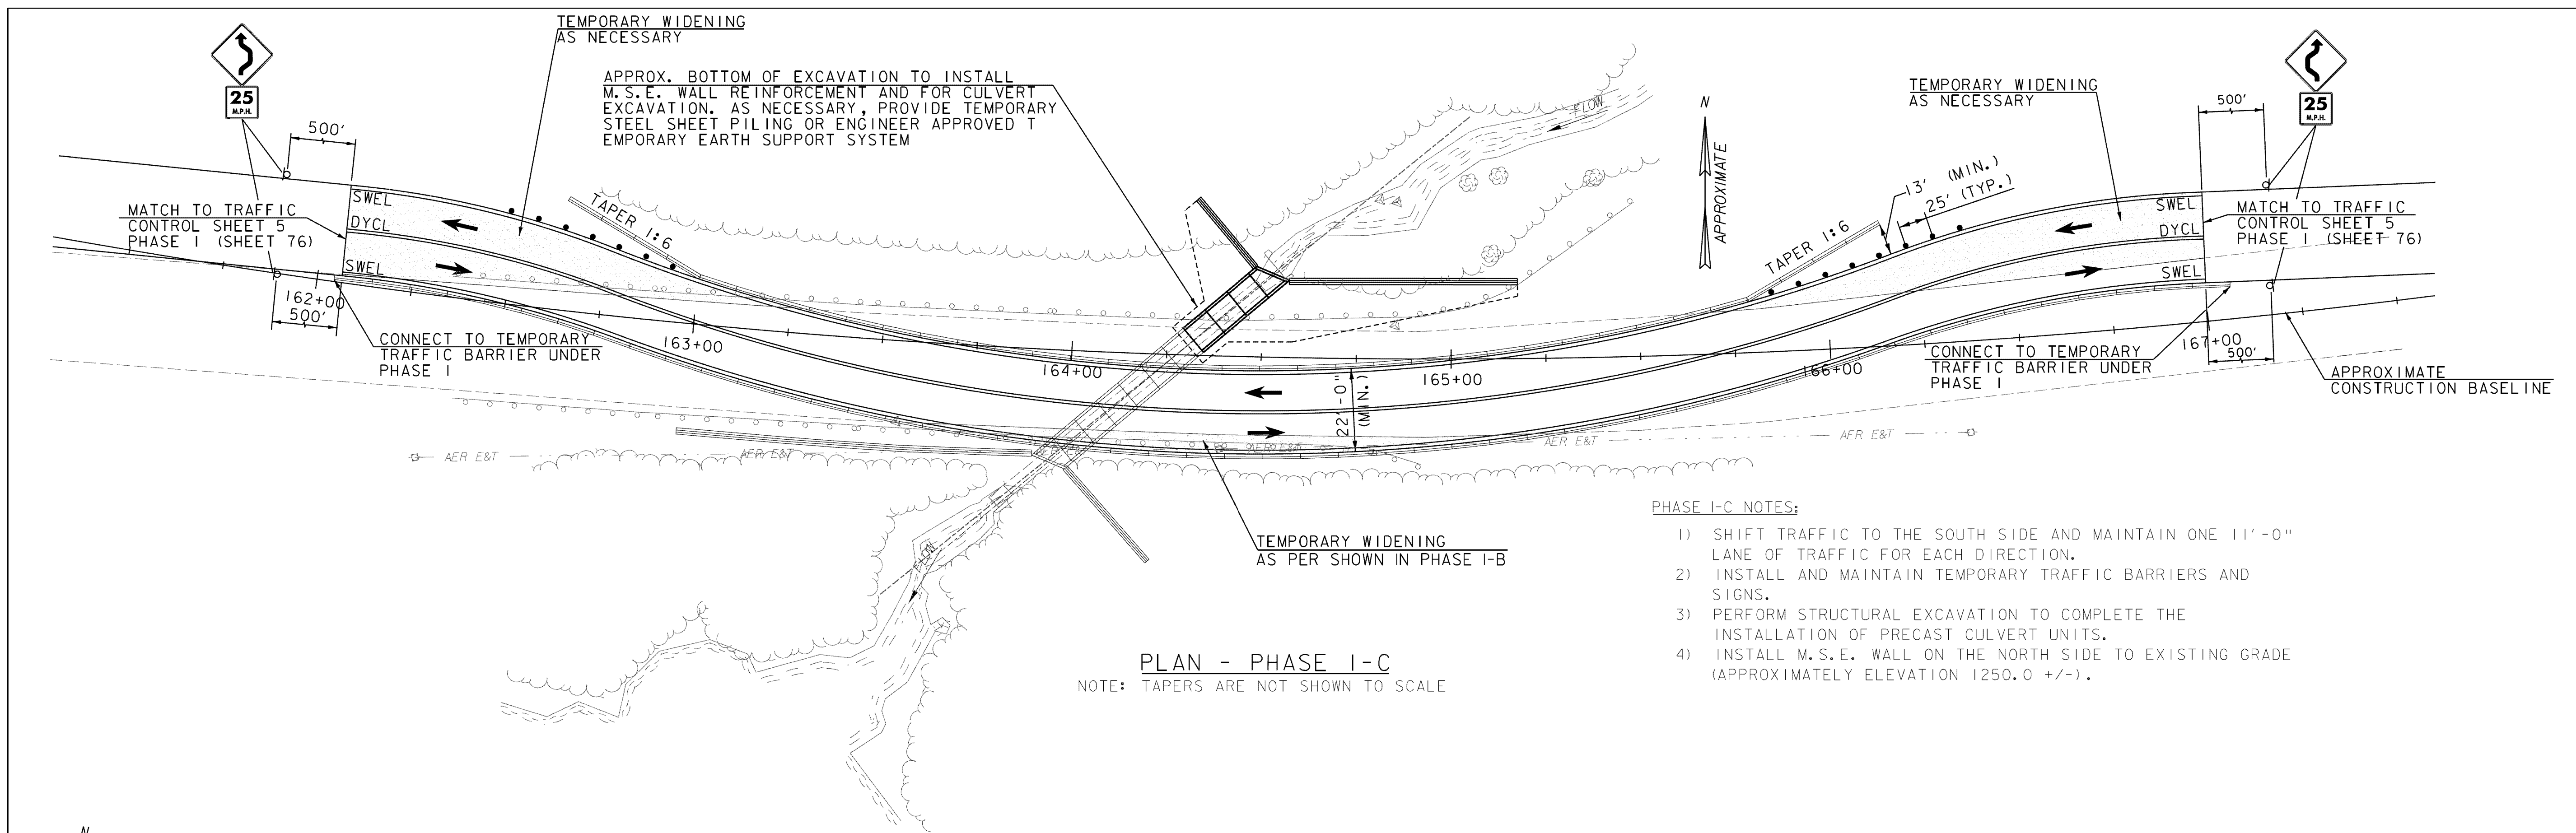 TEMPORARY WIDENING
AS NECESSARY
25
M.P.H.
500'
APPROX. BOTTOM OF EXCAVATION TO INSTALL
M.S.E. WALL REINFORCEMENT AND FOR CULVERT
EXCAVATION. AS NECESSARY, PROVIDE TEMPORARY
STEEL SHEET PILING OR ENGINEER APPROVED T
EMPORARY EARTH SUPPORT SYSTEM
FLOW
N
APPROXIMATE
TEMPORARY WIDENING
AS NECESSARY
500'
25
M.P.H.
13' (MIN.)
25' (TYP.)
TAPER 1:6
TAPER 1:6
SWEL
DYCL
SWEL
MATCH TO TRAFFIC
CONTROL SHEET 5
PHASE I (SHEET 76)
SWEL
DYCL
SWEL
MATCH TO TRAFFIC
CONTROL SHEET 5
PHASE I (SHEET 76)
162+00
500'
CONNECT TO TEMPORARY
TRAFFIC BARRIER UNDER
PHASE I
163+00
164+00
165+00
166+00
167+00
500'
22'-0"
(MIN.)
CONNECT TO TEMPORARY
TRAFFIC BARRIER UNDER
PHASE I
APPROXIMATE
CONSTRUCTION BASELINE
AER E&T
AER E&T
AER E&T
AER E&T
AER E&T
TEMPORARY WIDENING
AS PER SHOWN IN PHASE I-B
PLAN - PHASE I-C
NOTE: TAPERS ARE NOT SHOWN TO SCALE
PHASE I-C NOTES:
1) SHIFT TRAFFIC TO THE SOUTH SIDE AND MAINTAIN ONE 11'-0"
LANE OF TRAFFIC FOR EACH DIRECTION.
2) INSTALL AND MAINTAIN TEMPORARY TRAFFIC BARRIERS AND
SIGNS.
3) PERFORM STRUCTURAL EXCAVATION TO COMPLETE THE
INSTALLATION OF PRECAST CULVERT UNITS.
4) INSTALL M.S.E. WALL ON THE NORTH SIDE TO EXISTING GRADE
(APPROXIMATELY ELEVATION 1250.0 +/-).
N